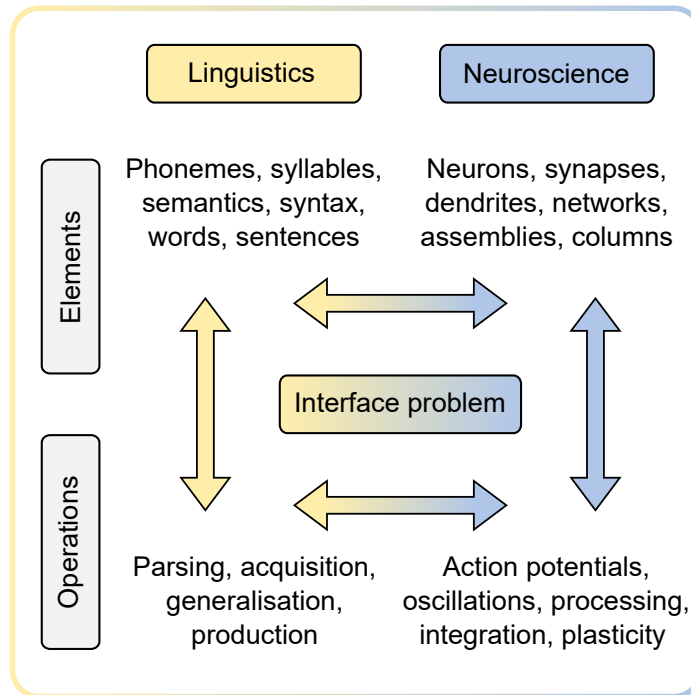 Linguistics
Neuroscience
Elements
Phonemes, syllables,
semantics, syntax,
words, sentences
Neurons, synapses,
dendrites, networks,
assemblies, columns
Interface problem
Operations
Parsing, acquisition,
generalisation,
production
Action potentials,
oscillations, processing,
integration, plasticity